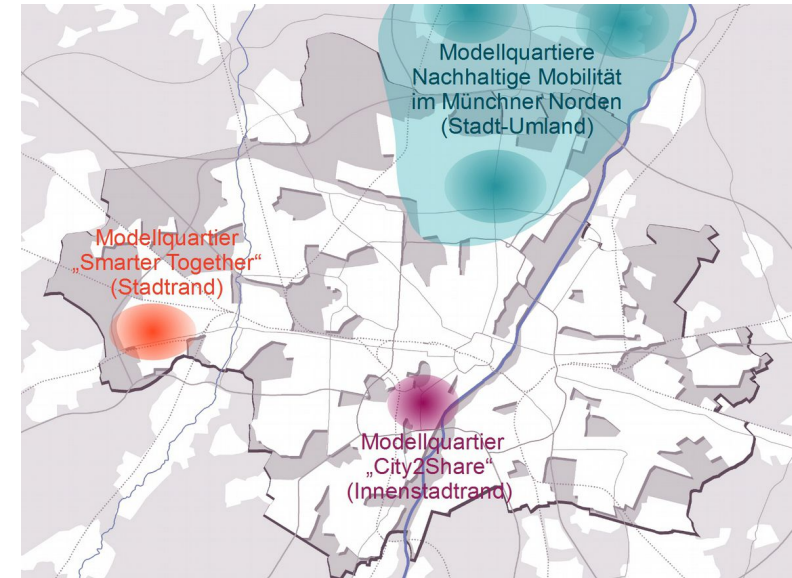 Modellquartiere
Nachhaltige Mobilität
im Münchner Norden
(Stadt-Umland)
Modellquartier
„Smarter Together“
(Stadtrand)
Modellquartier
„City2Share“
(Innenstadtrand)